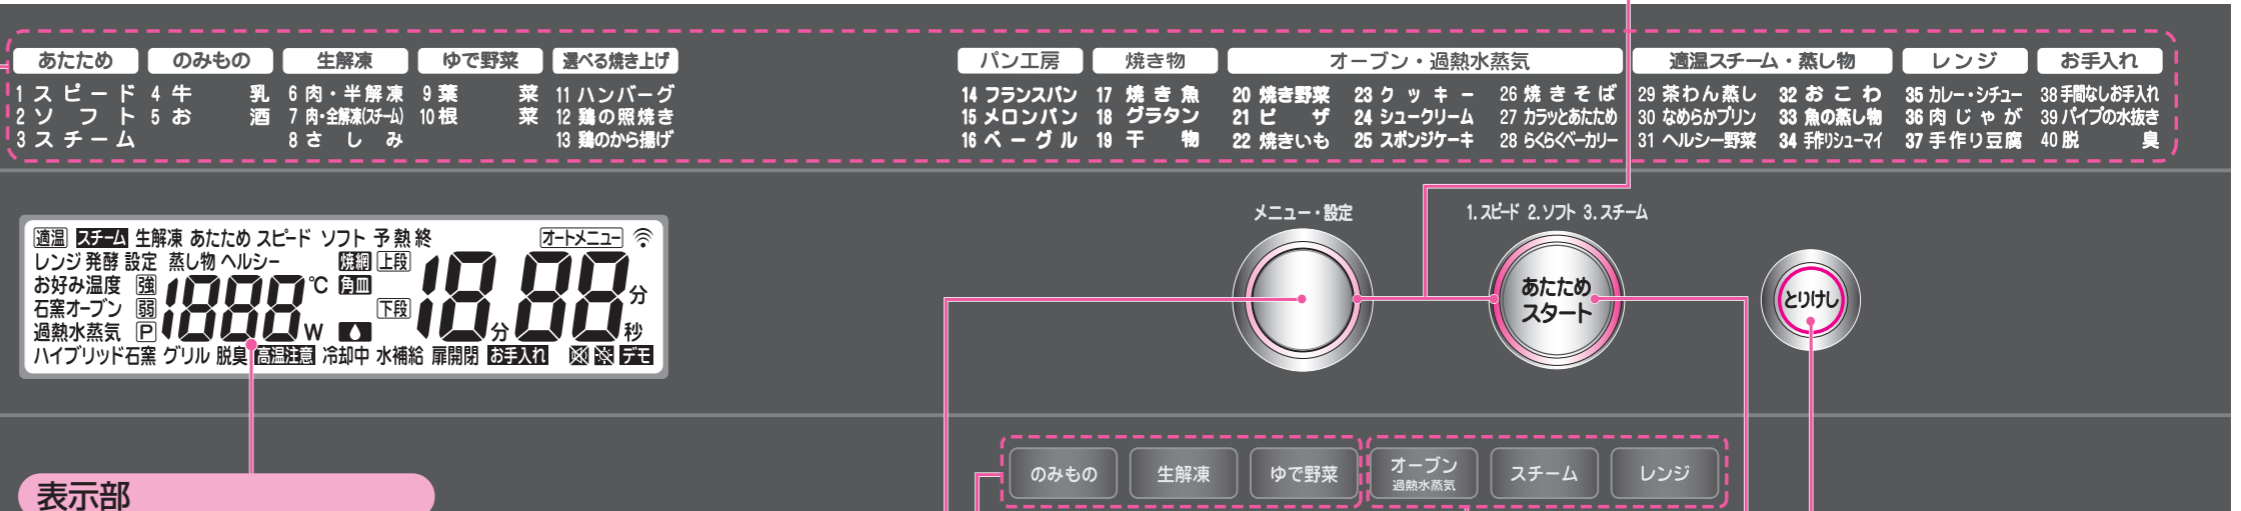 あたため のみもの 生解凍 ゆで野菜 選べる焼き上げ パン工房 焼き物 オーブン・過熱水蒸気 適温スチーム・蒸し物 レンジ お手入れ
1 スピード 4 牛乳 6 肉・半解凍 9 葉菜 11 ハンバーグ 14 フランスパン 17 焼き魚 20 焼き野菜 23 クッキー 26 焼きそば 29 茶わん蒸し 32 おこわ 35 カレー・シチュー 38 手間なしお手入れ
2 ソフト 5 お酒 7 肉・全解凍(スチーム) 10 根菜 12 鶏の照焼き 15 メロンパン 18 グラタン 21 ピザ 24 シュークリーム 27 カラッとあたため 30 なめらかプリン 33 魚の蒸し物 36 肉じゃが 39 パイプの水抜き
3 スチーム 8 さしみ 13 鶏のから揚げ 16 ベーグル 19 干物 22 焼きいも 25 スポンジケーキ 28 らくらくベーカリー 31 ヘルシー野菜 34 手作りシューマイ 37 手作り豆腐 40 脱臭
適温 スチーム 生解凍 あたため スピード ソフト 予熱終 オートメニュー
レンジ 発酵 設定 蒸し物 ヘルシー 焼網 上段
お好み温度 強 1888 ℃ 角皿 18 88 分
石窯オーブン 弱 下段
過熱水蒸気 P W 分 秒
ハイブリッド石窯 グリル 脱臭 高温注意 冷却中 水補給 扉開閉 お手入れ デモ
メニュー・設定
1.スピード 2.ソフト 3.スチーム
あたため
スタート
とりけし
のみもの 生解凍 ゆで野菜 オーブン スチーム レンジ
過熱水蒸気
表示部